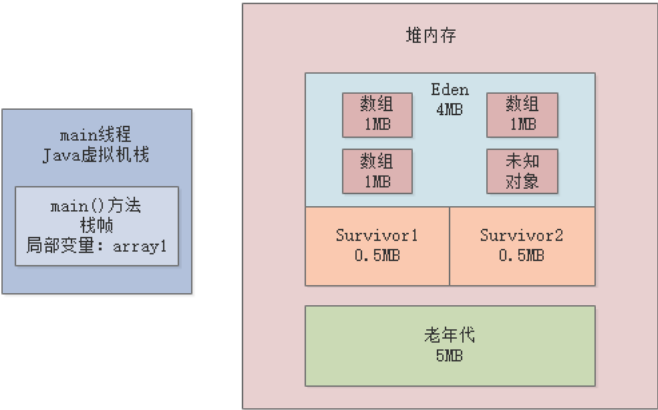 main线程
Java虚拟机栈
main()方法
栈帧
局部变量: array1
堆内存
Eden
4MB
数组
1MB
数组
1MB
数组
1MB
未知
对象
Survivor1
0.5MB
Survivor2
0.5MB
老年代
5MB